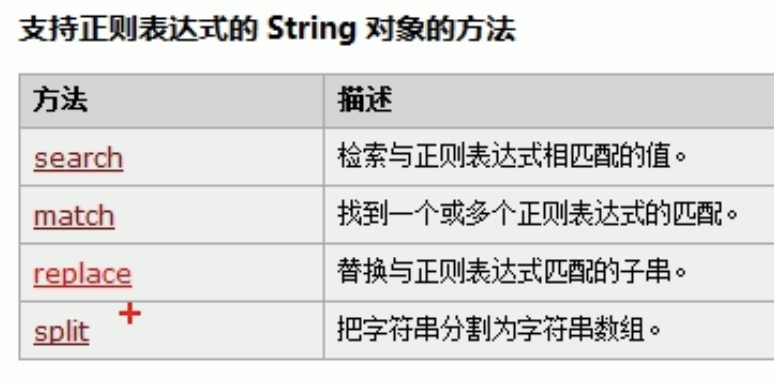 支持正则表达式的 String 对象的方法
方法 描述
search 检索与正则表达式相匹配的值。
match 找到一个或多个正则表达式的匹配。
replace 替换与正则表达式匹配的子串。
split 把字符串分割为字符串数组。